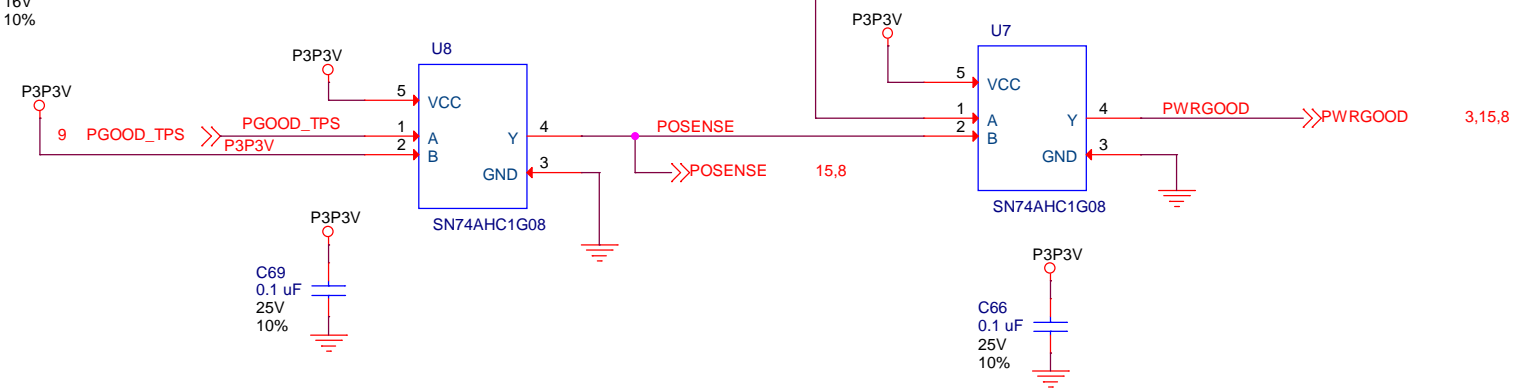 16V
10%
P3P3V
9 PGOOD_TPS
PGOOD_TPS
P3P3V
P3P3V
U8
5 VCC
1 A
2 B
Y 4
GND 3
SN74AHC1G08
POSENSE
POSENSE 15,8
P3P3V
C69
0.1 uF
25V
10%
P3P3V
U7
5 VCC
1 A
2 B
Y 4
GND 3
SN74AHC1G08
PWRGOOD
PWRGOOD 3,15,8
P3P3V
C66
0.1 uF
25V
10%